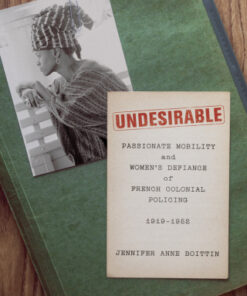 UNDESIRABLE
PASSIONATE MOBILITY
and
WOMEN'S DEFIANCE
of
FRENCH COLONIAL
POLICING
1919–1952
JENNIFER ANNE BOITTIN